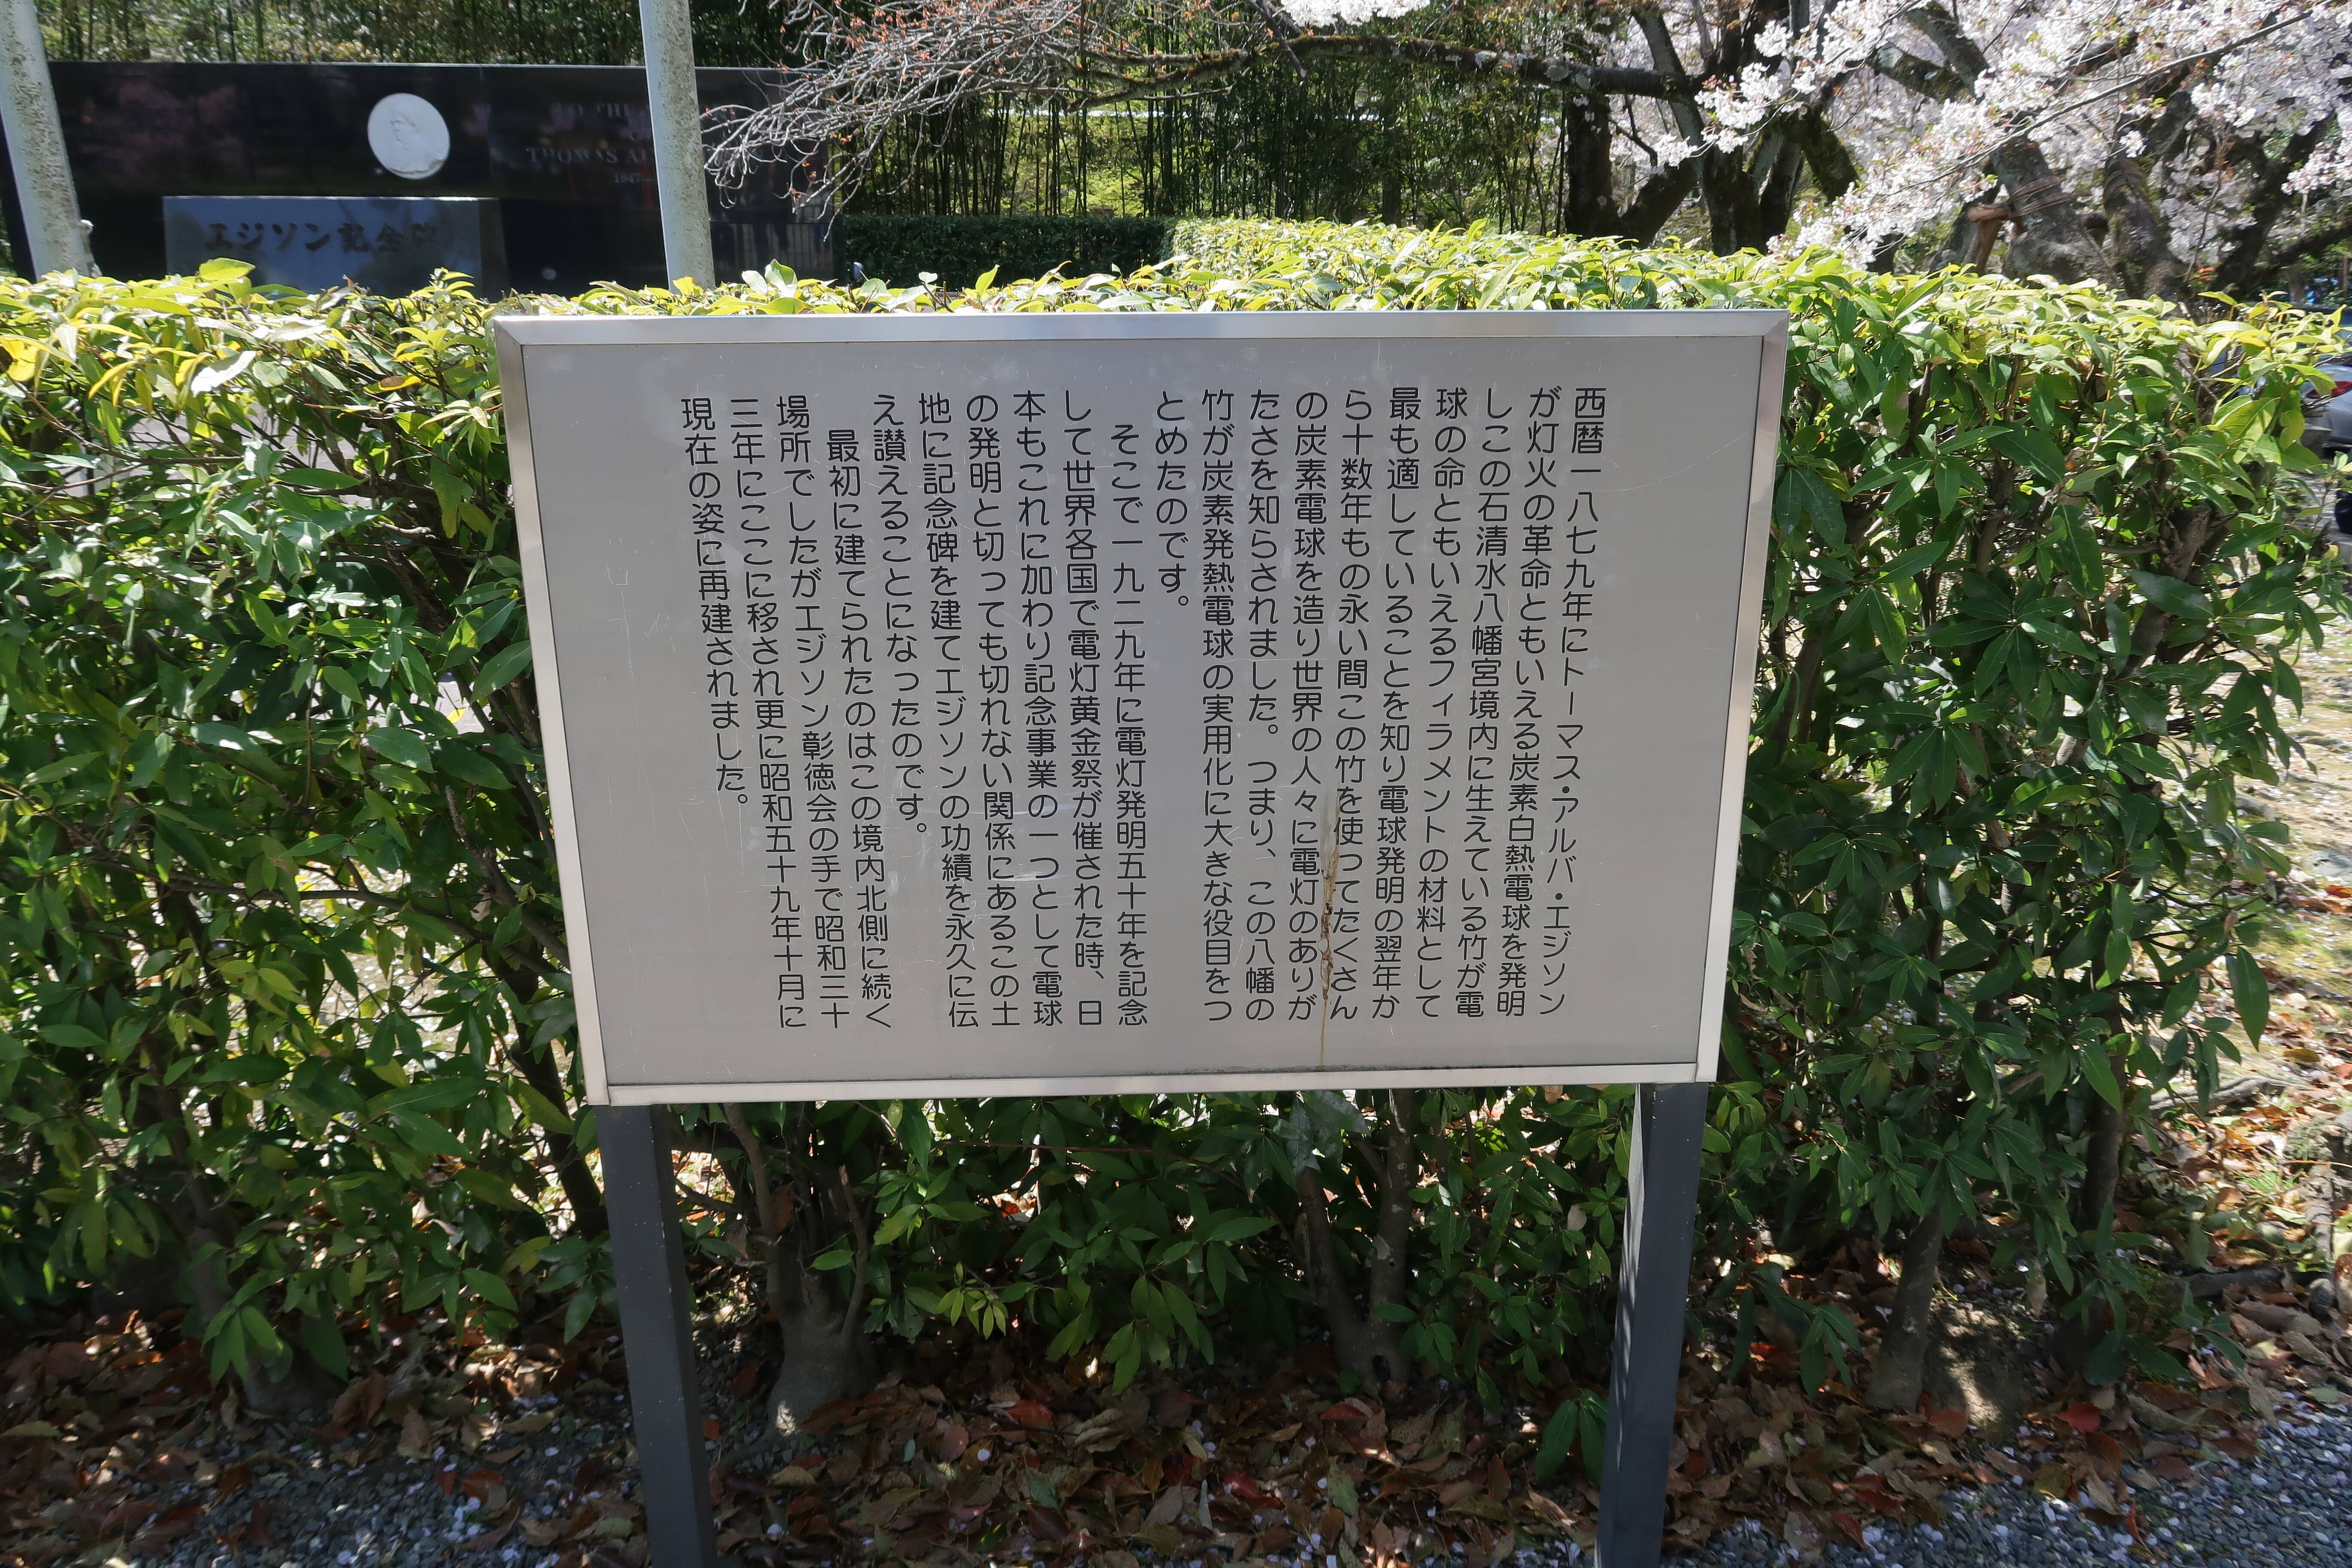 西暦一八七九年にトーマス・アルバ・エジソン
が灯火の革命ともいえる炭素白熱電球を発明
しこの石清水八幡宮境内に生えている竹が電
球の命ともいえるフィラメントの材料として
最も適していることを知り電球発明の翌年か
ら十数年もの永い間この竹を使ってたくさん
の炭素電球を造り世界の人々に電灯のありが
たさを知らされました。つまり、この八幡の
竹が炭素発熱電球の実用化に大きな役目をつ
とめたのです。
そこで一九二九年に電灯発明五十年を記念
して世界各国で電灯黄金祭が催された時、日
本もこれに加わり記念事業の一つとして電球
の発明と切っても切れない関係にあるこの土
地に記念碑を建てエジソンの功績を永久に伝
え讃えることになったのです。
最初に建てられたのはこの境内北側に続く
場所でしたがエジソン彰徳会の手で昭和三十
三年にここに移され更に昭和五十九年十月に
現在の姿に再建されました。
エジソン記念碑
TO THE
THOMAS
1847